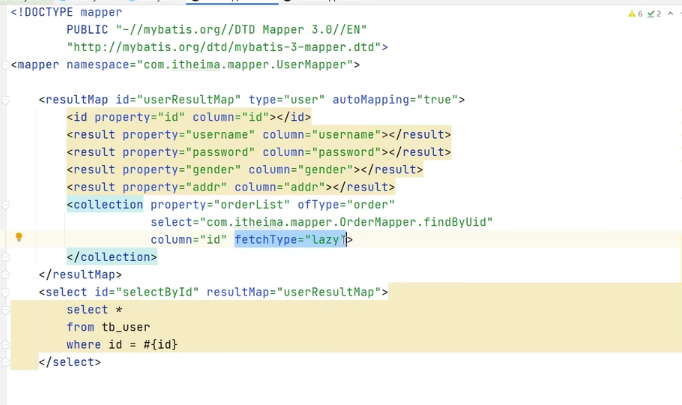 <!DOCTYPE mapper
PUBLIC "-//mybatis.org//DTD Mapper 3.0//EN"
"http://mybatis.org/dtd/mybatis-3-mapper.dtd">
<mapper namespace="com.itheima.mapper.UserMapper">
<resultMap id="userResultMap" type="user" autoMapping="true">
<id property="id" column="id"></id>
<result property="username" column="username"></result>
<result property="password" column="password"></result>
<result property="gender" column="gender"></result>
<result property="addr" column="addr"></result>
<collection property="orderList" ofType="order"
select="com.itheima.mapper.OrderMapper.findByUid"
column="id" fetchType="lazy">
</collection>
</resultMap>
<select id="selectById" resultMap="userResultMap">
select *
from tb_user
where id = #{id}
</select>
6 2